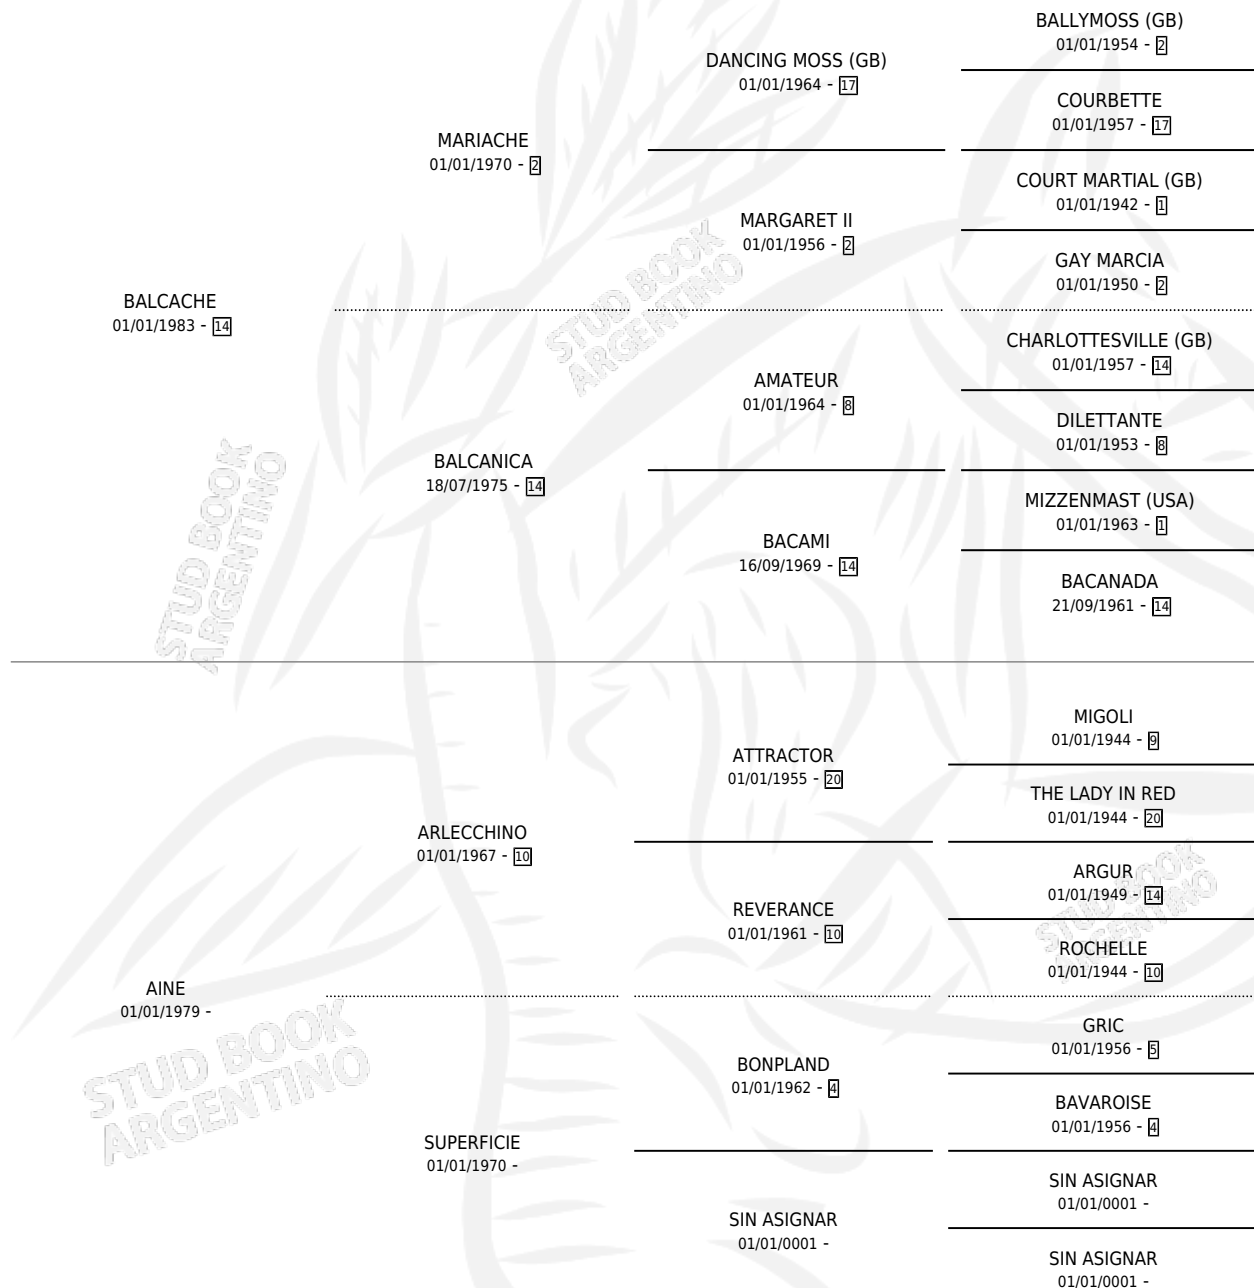 BALLYMOSS (GB)
01/01/1954 - 2
DANCING MOSS (GB)
01/01/1964 - 17
COURBETTE
01/01/1957 - 17
MARIACHE
01/01/1970 - 2
COURT MARTIAL (GB)
01/01/1942 - 1
MARGARET II
01/01/1956 - 2
GAY MARCIA
01/01/1950 - 2
BALCACHE
01/01/1983 - 14
STUD BOOK
ARGENTINO
CHARLOTTESVILLE (GB)
01/01/1957 - 14
AMATEUR
01/01/1964 - 8
DILETTANTE
01/01/1953 - 8
BALCANICA
18/07/1975 - 14
MIZZENMAST (USA)
01/01/1963 - 1
BACAMI
16/09/1969 - 14
BACANADA
21/09/1961 - 14
STUD BOOK
ARGENTINO
MIGOLI
01/01/1944 - 9
ATTRACTOR
01/01/1955 - 20
THE LADY IN RED
01/01/1944 - 20
ARLECCHINO
01/01/1967 - 10
ARGUR
01/01/1949 - 14
REVERANCE
01/01/1961 - 10
ROCHELLE
01/01/1944 - 10
STUD BOOK
ARGENTINO
AINE
01/01/1979 -
GRIC
01/01/1956 - 5
BONPLAND
01/01/1962 - 4
BAVAROISE
01/01/1956 - 4
STUD BOOK
ARGENTINO
SUPERFICIE
01/01/1970 -
SIN ASIGNAR
01/01/0001 -
SIN ASIGNAR
01/01/0001 -
SIN ASIGNAR
01/01/0001 -